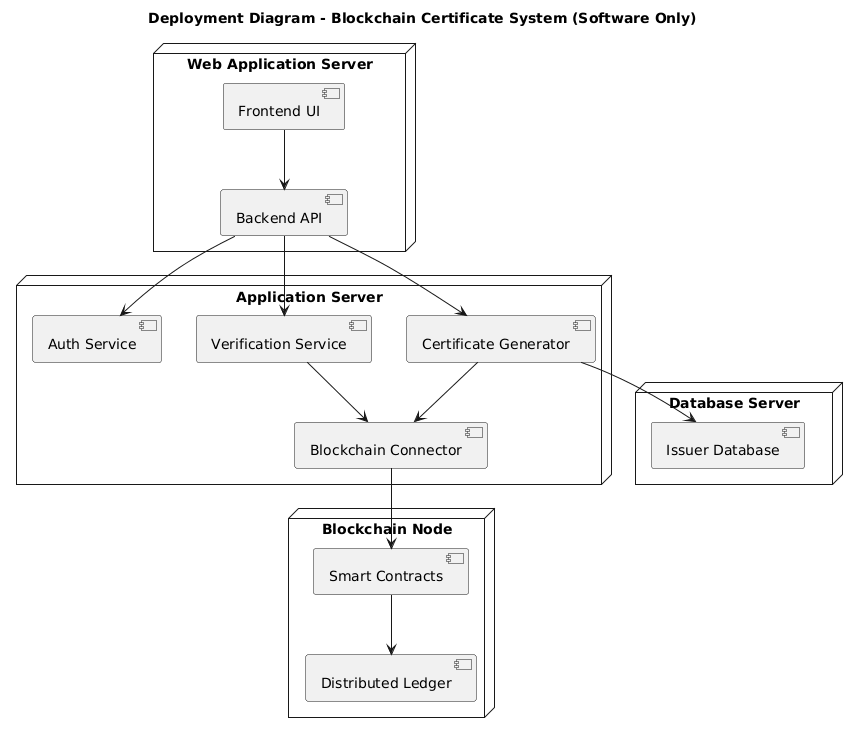 Deployment Diagram - Blockchain Certificate System (Software Only)
Web Application Server
Frontend UI
Backend API
Application Server
Auth Service
Verification Service
Certificate Generator
Database Server
Blockchain Connector
Issuer Database
Blockchain Node
Smart Contracts
Distributed Ledger